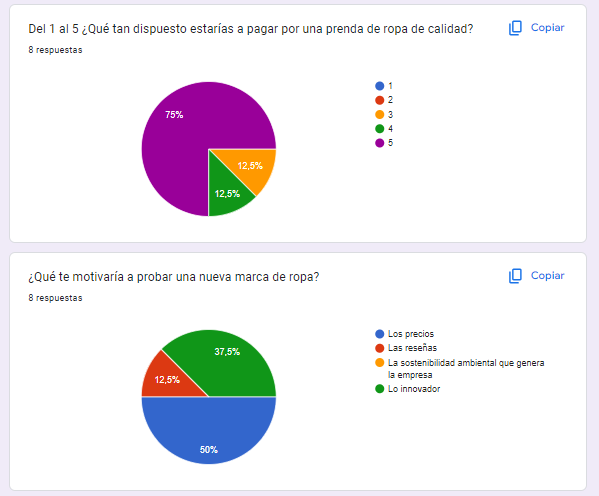 Del 1 al 5 ¿Qué tan dispuesto estarías a pagar por una prenda de ropa de calidad?
Copiar
8 respuestas
75%
12,5%
12,5%
1
2
3
4
5
¿Qué te motivaría a probar una nueva marca de ropa?
Copiar
8 respuestas
37,5%
12,5%
50%
Los precios
Las reseñas
La sostenibilidad ambiental que genera
la empresa
Lo innovador